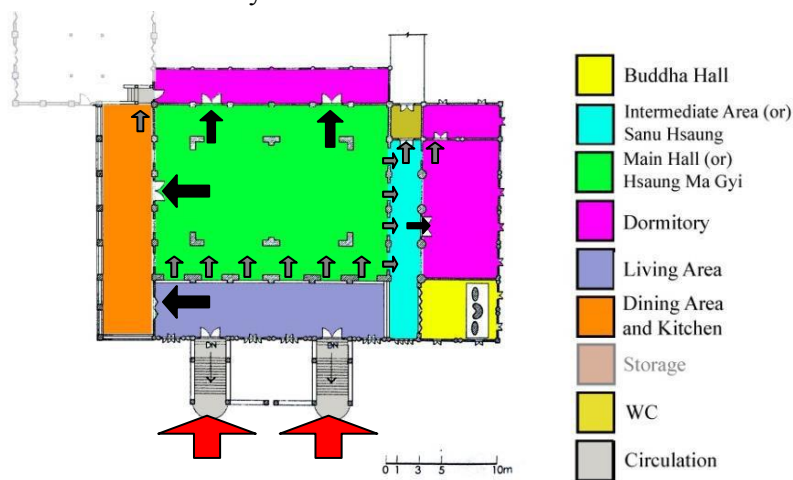 DN
DN
0 1 3 5 10m
Buddha Hall
Intermediate Area (or)
Sanu Hsaung
Main Hall (or)
Hsaung Ma Gyi
Dormitory
Living Area
Dining Area
and Kitchen
Storage
WC
Circulation